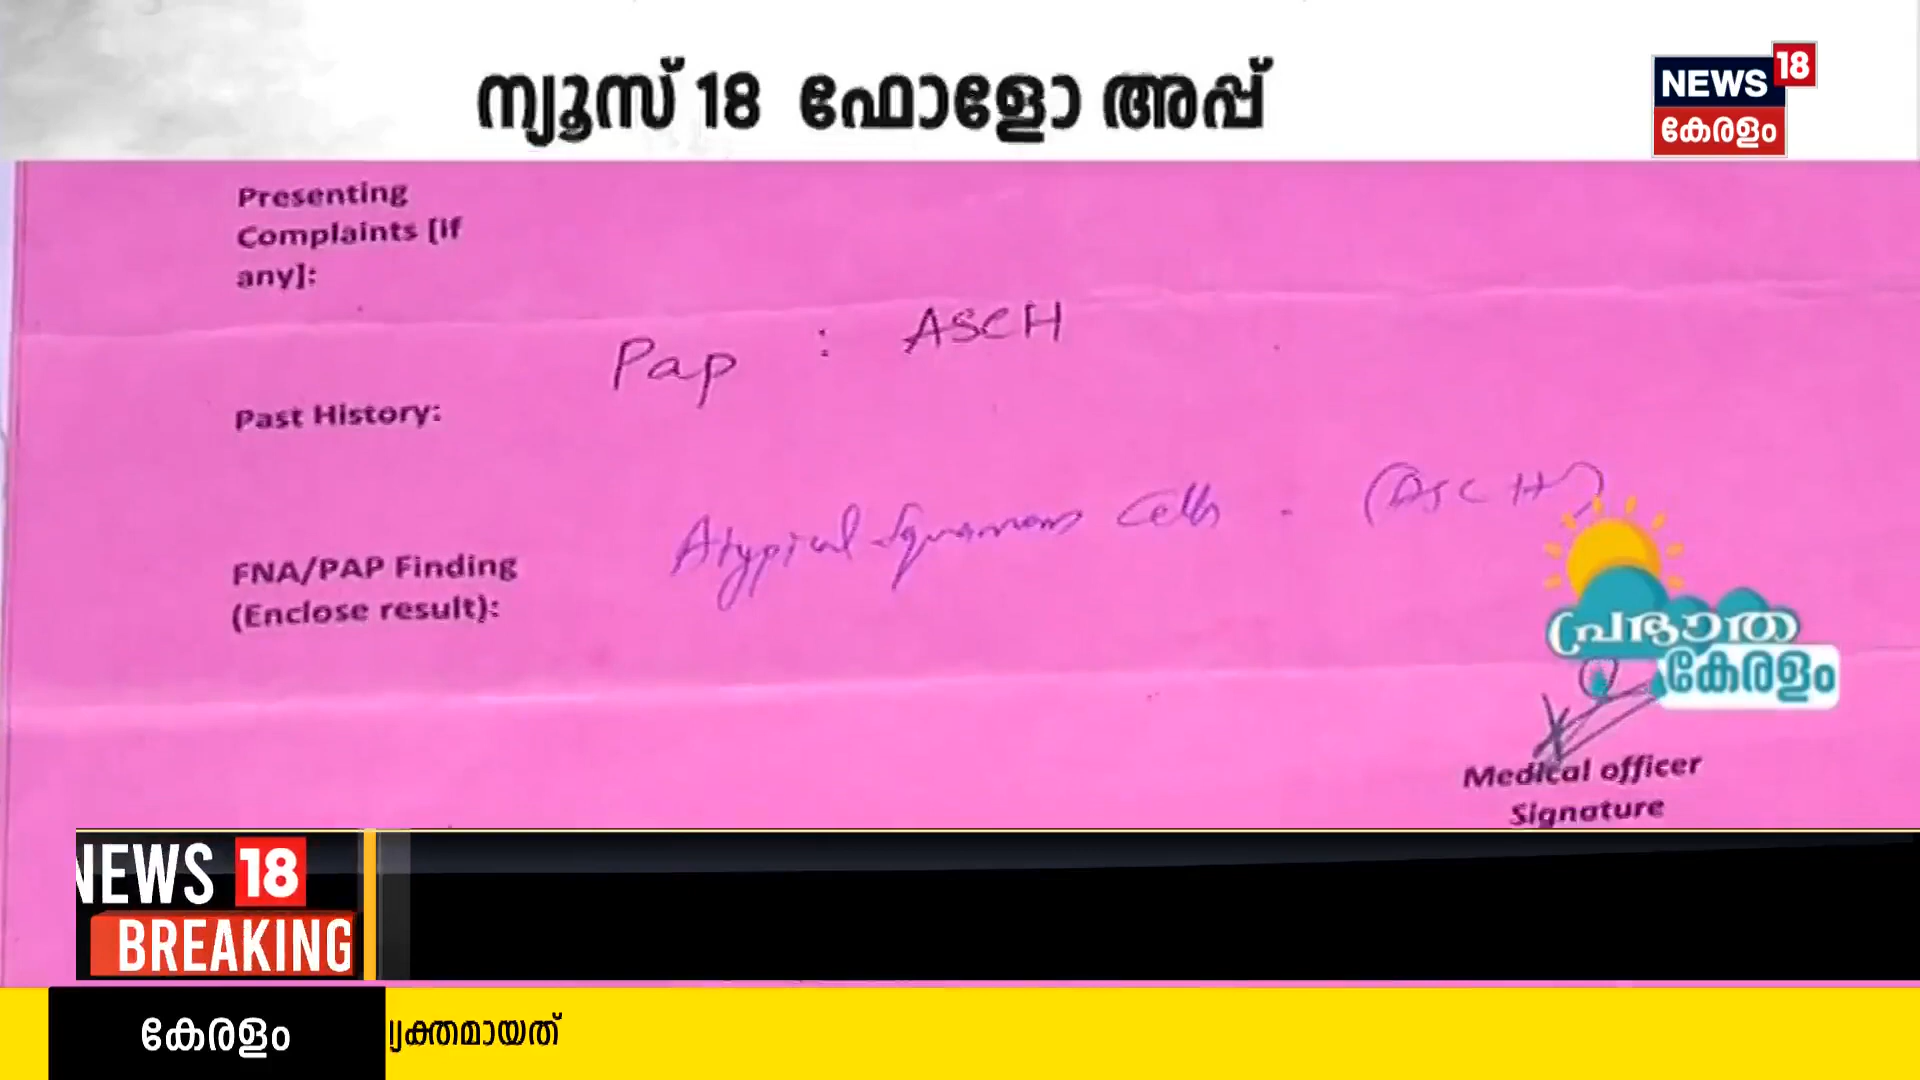 ന്യൂസ് 18 ഫോളോ അപ്പ്
NEWS 18
കേരളം
Presenting
Complaints [if
any]:
Pap : ASCH
Past History:
Atypical Squamous Cells - (ASCH)
FNA/PAP Finding
(Enclose result):
പ്രഭാത
കേരളം
Medical officer
Signature
NEWS 18
BREAKING
കേരളം
വ്യക്തമായത്